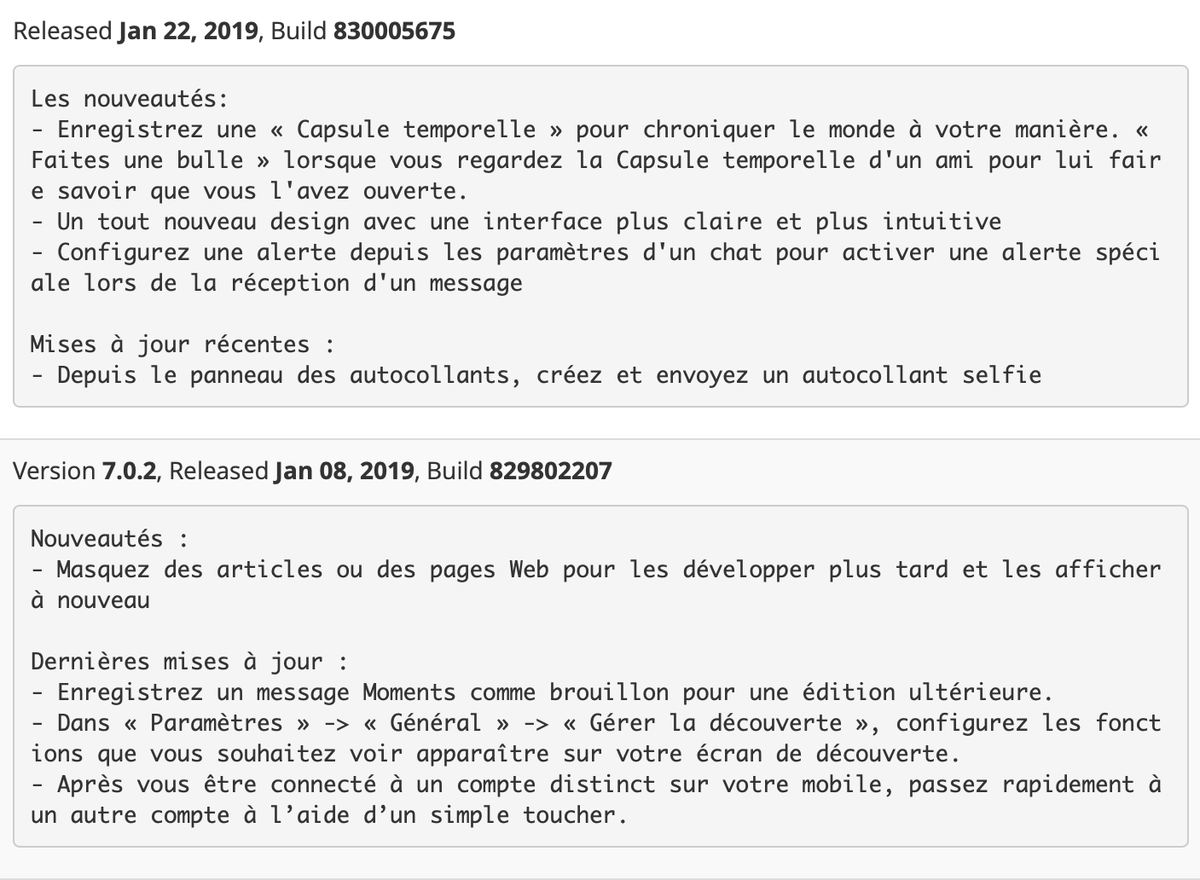 Released Jan 22, 2019, Build 830005675
Les nouveautés:
- Enregistrez une « Capsule temporelle » pour chroniquer le monde à votre manière. «
Faites une bulle » lorsque vous regardez la Capsule temporelle d'un ami pour lui fair
e savoir que vous l'avez ouverte.
- Un tout nouveau design avec une interface plus claire et plus intuitive
- Configurez une alerte depuis les paramètres d'un chat pour activer une alerte spéci
ale lors de la réception d'un message
Mises à jour récentes :
- Depuis le panneau des autocollants, créez et envoyez un autocollant selfie
Version 7.0.2, Released Jan 08, 2019, Build 829802207
Nouveautés :
- Masquez des articles ou des pages Web pour les développer plus tard et les afficher
à nouveau
Dernières mises à jour :
- Enregistrez un message Moments comme brouillon pour une édition ultérieure.
- Dans « Paramètres » -> « Général » -> « Gérer la découverte », configurez les fonct
ions que vous souhaitez voir apparaître sur votre écran de découverte.
- Après vous être connecté à un compte distinct sur votre mobile, passez rapidement à
un autre compte à l’aide d’un simple toucher.